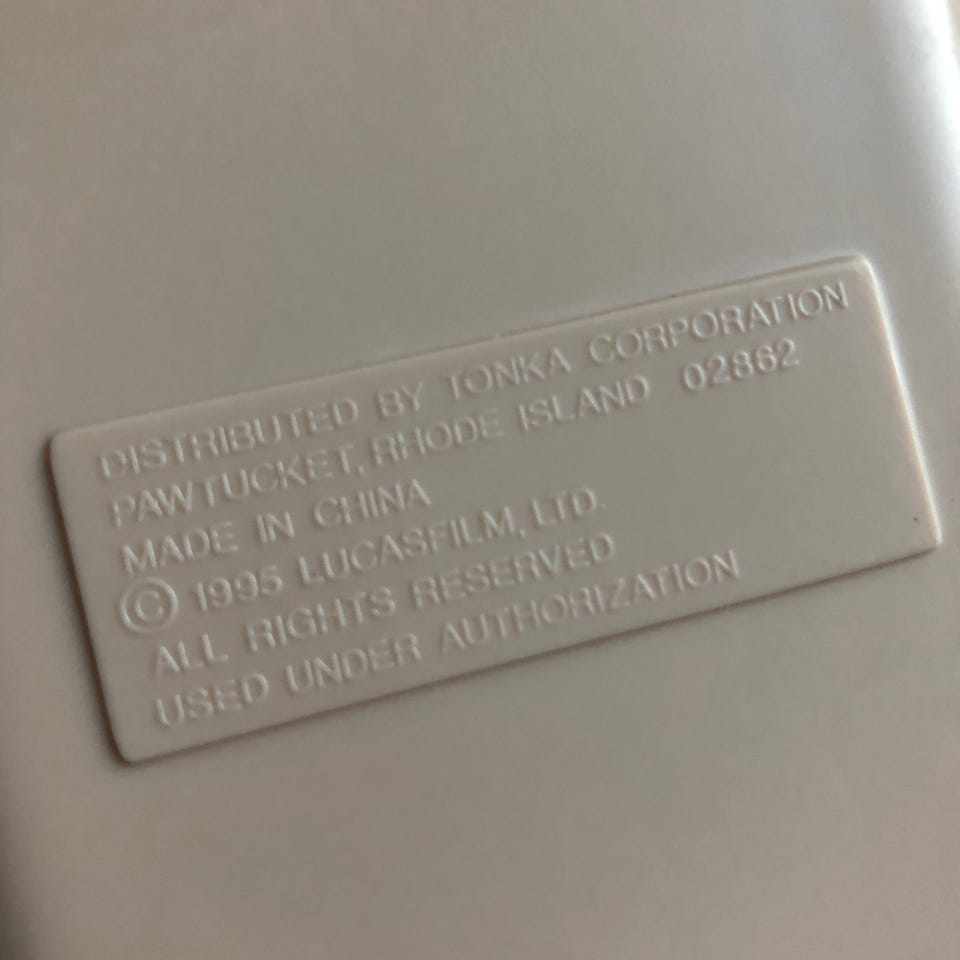 DISTRIBUTED BY TONKA CORPORATION
PAWTUCKET, RHODE ISLAND 02862
MADE IN CHINA
© 1995 LUCASFILM, LTD.
ALL RIGHTS RESERVED
USED UNDER AUTHORIZATION